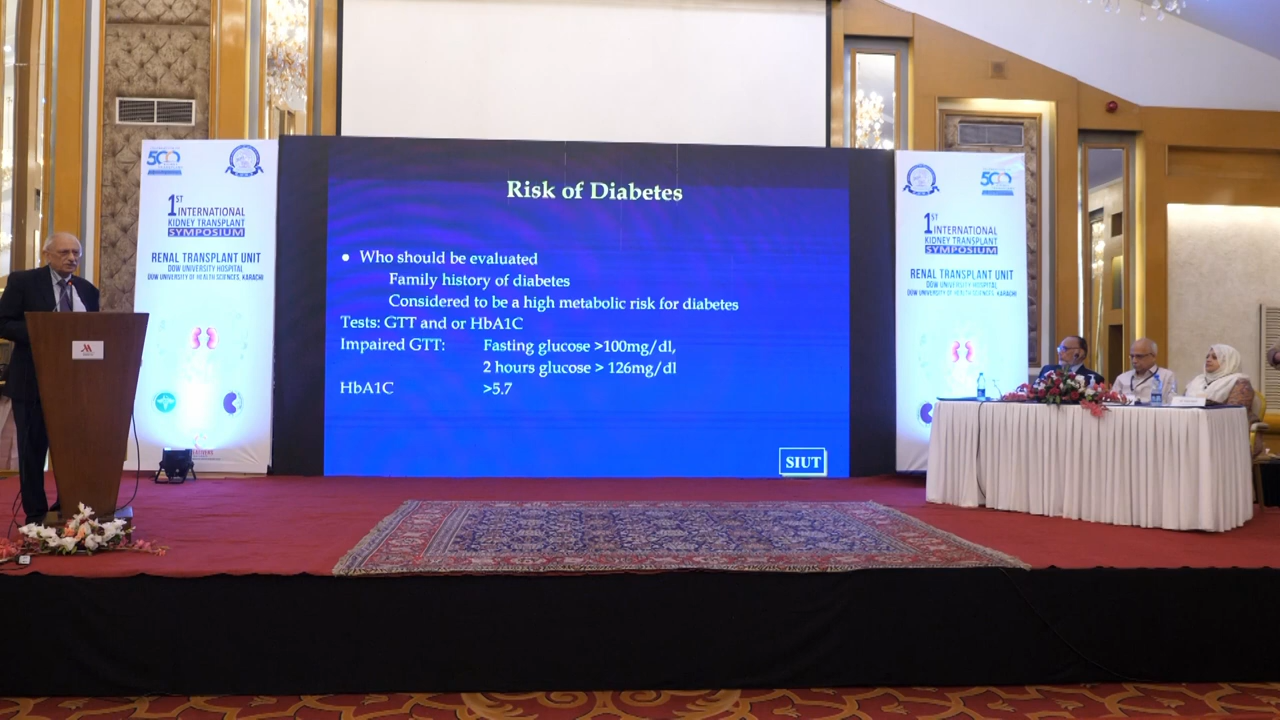 500
1ST
INTERNATIONAL
KIDNEY TRANSPLANT
SYMPOSIUM
RENAL TRANSPLANT UNIT
DOW UNIVERSITY HOSPITAL
DOW UNIVERSITY OF HEALTH SCIENCES, KARACHI
Risk of Diabetes
• Who should be evaluated
Family history of diabetes
Considered to be a high metabolic risk for diabetes
Tests: GTT and or HbA1C
Impaired GTT: Fasting glucose >100mg/dl,
2 hours glucose > 126mg/dl
HbA1C >5.7
SIUT
500
1ST
INTERNATIONAL
KIDNEY TRANSPLANT
SYMPOSIUM
RENAL TRANSPLANT UNIT
DOW UNIVERSITY HOSPITAL,
DOW UNIVERSITY OF HEALTH SCIENCES, KARACHI